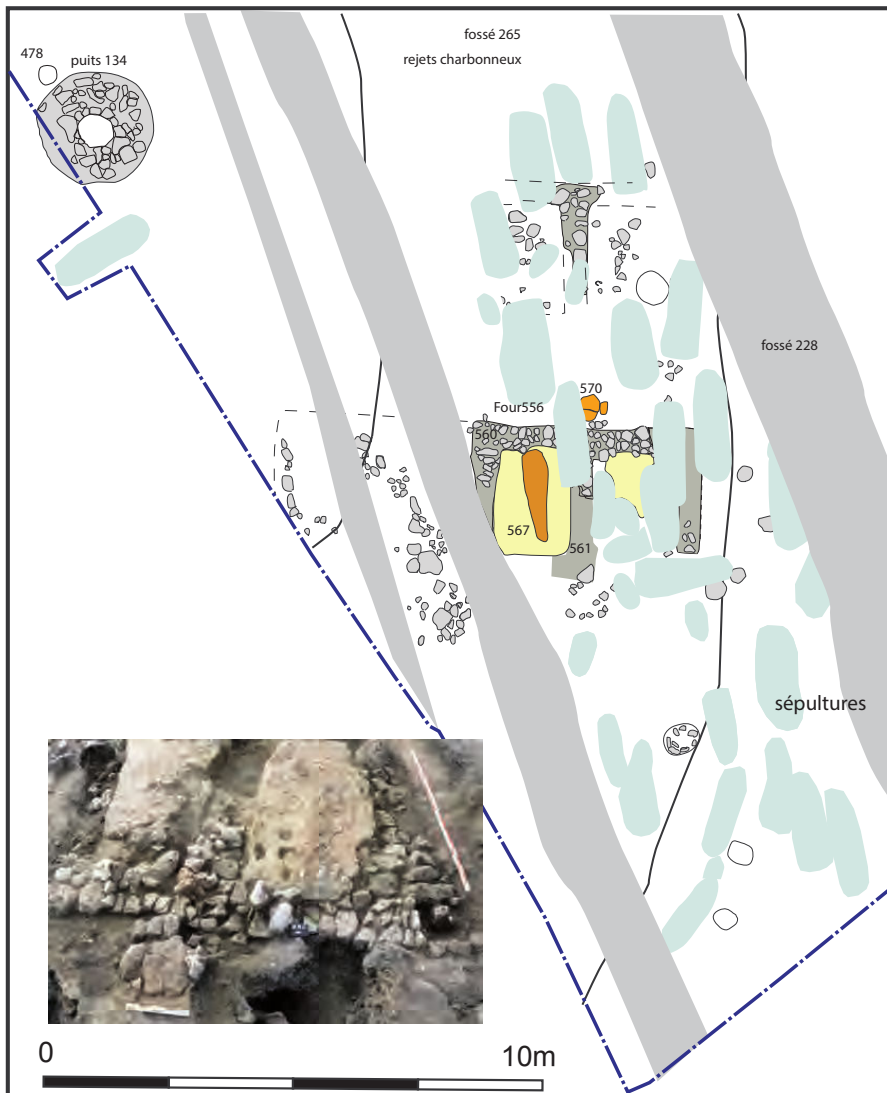 fossé 265
rejets charbonneux
478
puits 134
fossé 228
570
Four556
560
567
561
sépultures
0
10m